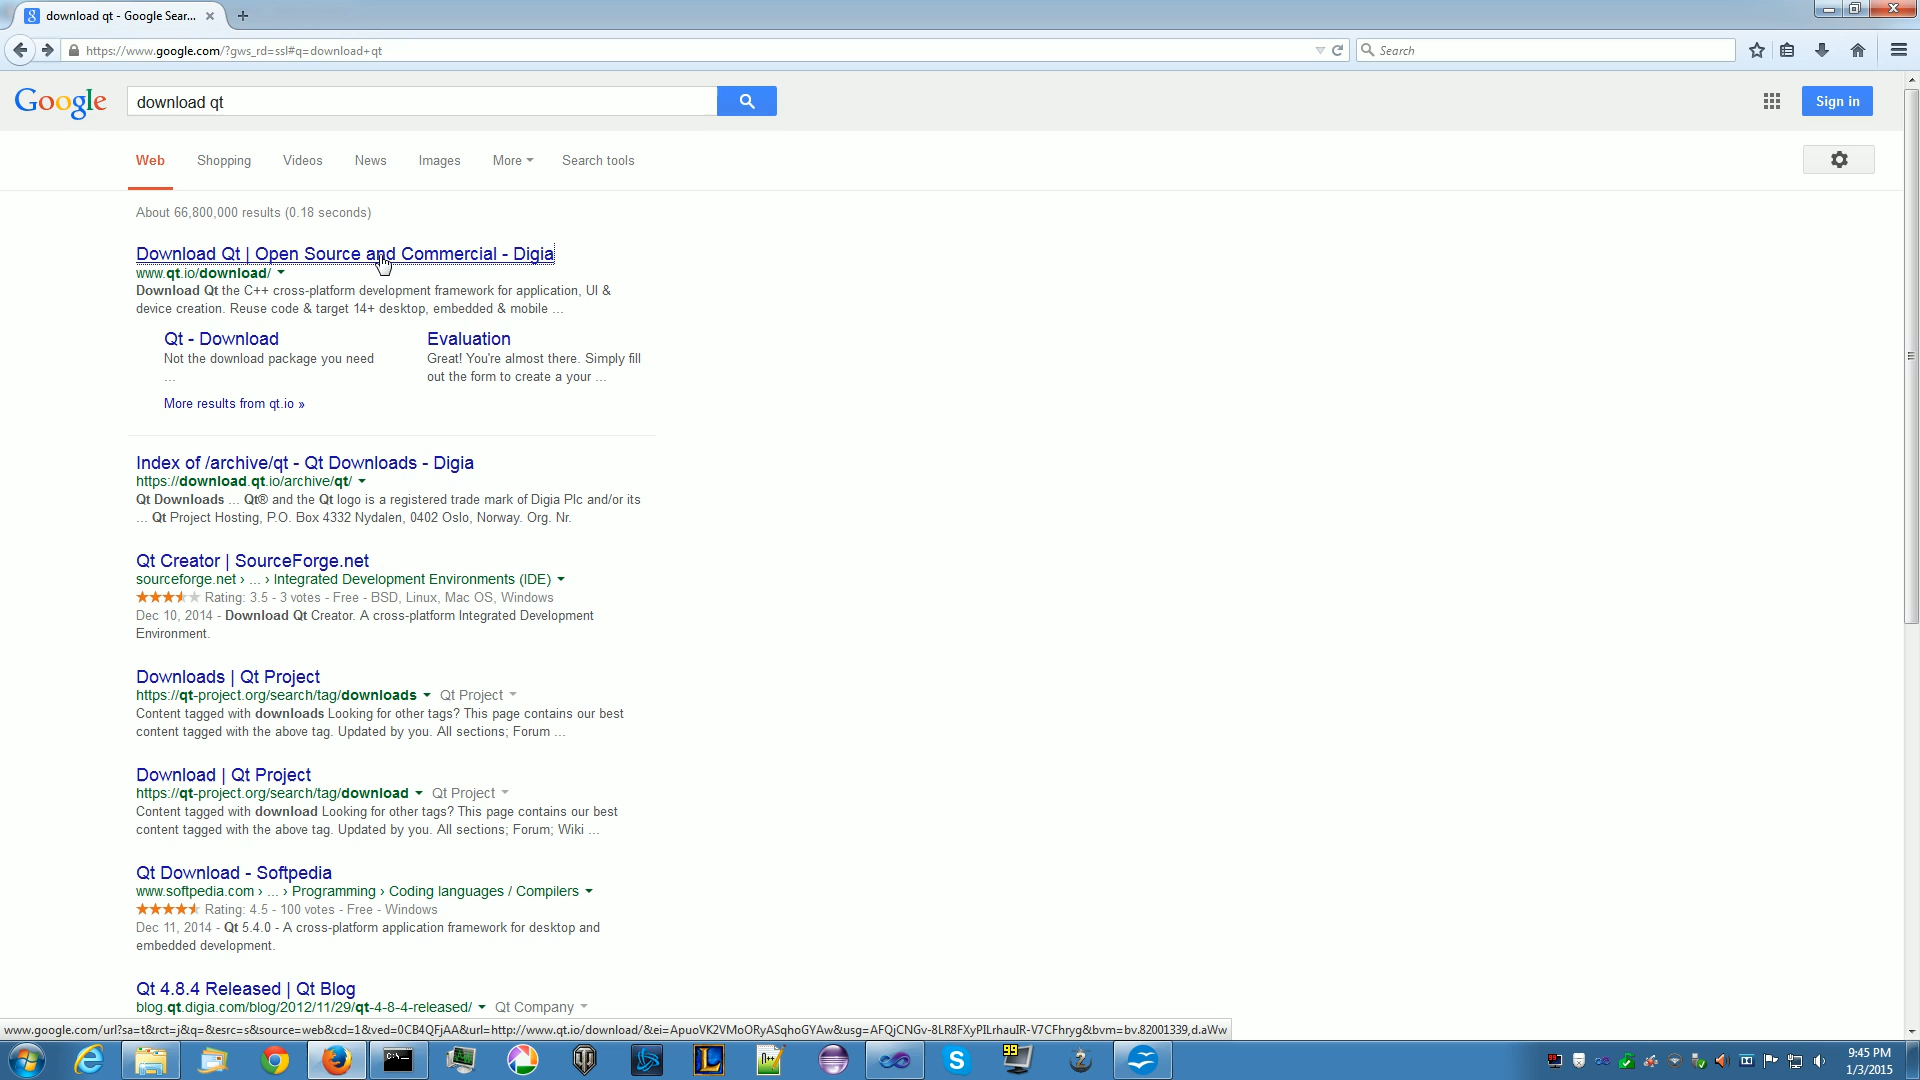 download qt - Google Sear...
https://www.google.com/?gws_rd=ssl#q=download+qt
Search
Google
download qt
Sign in
Web
Shopping
Videos
News
Images
More
Search tools
About 66,800,000 results (0.18 seconds)
Download Qt | Open Source and Commercial - Digia
www.qt.io/download/
Download Qt the C++ cross-platform development framework for application, UI &
device creation. Reuse code & target 14+ desktop, embedded & mobile ...
Qt - Download
Not the download package you need
...
Evaluation
Great! You're almost there. Simply fill
out the form to create a your ...
More results from qt.io »
Index of /archive/qt - Qt Downloads - Digia
https://download.qt.io/archive/qt/
Qt Downloads ... Qt® and the Qt logo is a registered trade mark of Digia Plc and/or its
... Qt Project Hosting, P.O. Box 4332 Nydalen, 0402 Oslo, Norway. Org. Nr.
Qt Creator | SourceForge.net
sourceforge.net › ... › Integrated Development Environments (IDE)
Rating: 3.5 - 3 votes - Free - BSD, Linux, Mac OS, Windows
Dec 10, 2014 - Download Qt Creator. A cross-platform Integrated Development
Environment.
Downloads | Qt Project
https://qt-project.org/search/tag/downloads Qt Project
Content tagged with downloads Looking for other tags? This page contains our best
content tagged with the above tag. Updated by you. All sections; Forum ...
Download | Qt Project
https://qt-project.org/search/tag/download Qt Project
Content tagged with download Looking for other tags? This page contains our best
content tagged with the above tag. Updated by you. All sections; Forum; Wiki ...
Qt Download - Softpedia
www.softpedia.com › ... › Programming › Coding languages / Compilers
Rating: 4.5 - 100 votes - Free - Windows
Dec 11, 2014 - Qt 5.4.0 - A cross-platform application framework for desktop and
embedded development.
Qt 4.8.4 Released | Qt Blog
blog.qt.digia.com/blog/2012/11/29/qt-4-8-4-released/ Qt Company
www.google.com/url?sa=t&rct=j&q=&esrc=s&source=web&cd=1&ved=0CB4QFjAA&url=http://www.qt.io/download/&ei=ApuoVK2VMoORyASqhoGYAw&usg=AFQjCNGv-8LR8FXyPILrhauIR-V7CFhryg&bvm=bv.82001339,d.aWw
99
9:45 PM
1/3/2015